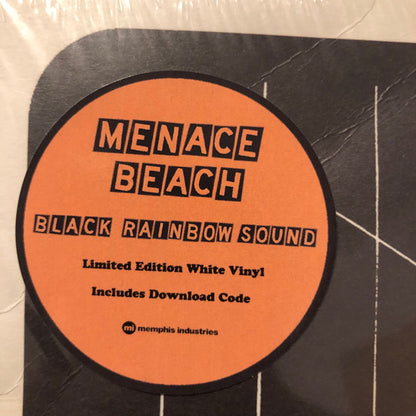 MENACE
BEACH
BLACK RAINBOW SOUND
Limited Edition White Vinyl
Includes Download Code
mi memphis industries